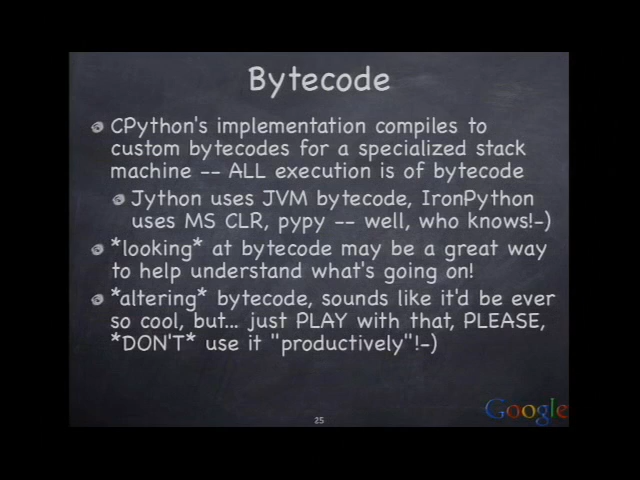 Bytecode
CPython's implementation compiles to
custom bytecodes for a specialized stack
machine -- ALL execution is of bytecode
Jython uses JVM bytecode, IronPython
uses MS CLR, pypy -- well, who knows!-)
*looking* at bytecode may be a great way
to help understand what's going on!
*altering* bytecode, sounds like it'd be ever
so cool, but... just PLAY with that, PLEASE,
*DON'T* use it "productively"!-)
25
Google